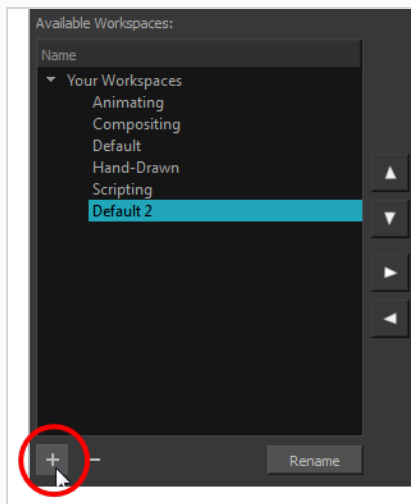 Available Workspaces:
Name
Your Workspaces
Animating
Compositing
Default
Hand-Drawn
Scripting
Default 2
Rename